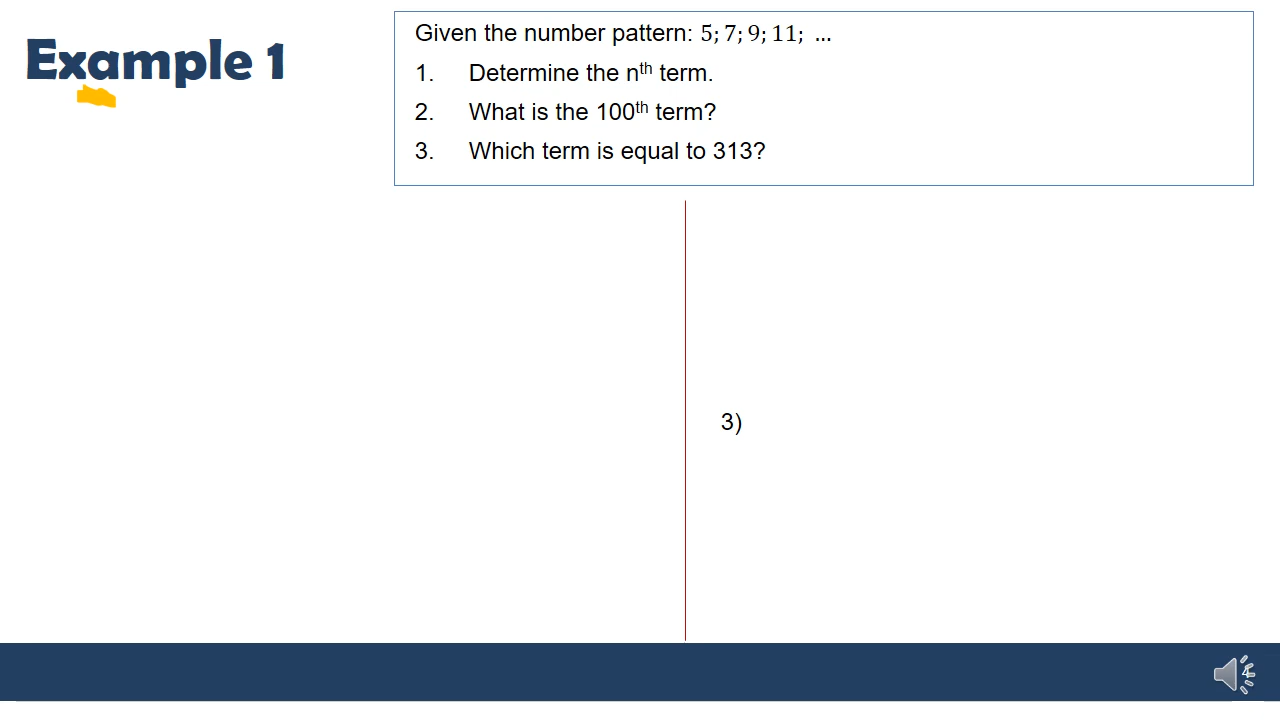 Example 1
Given the number pattern: 5; 7; 9; 11; ...
1. Determine the nth term.
2. What is the 100th term?
3. Which term is equal to 313?
3)
4